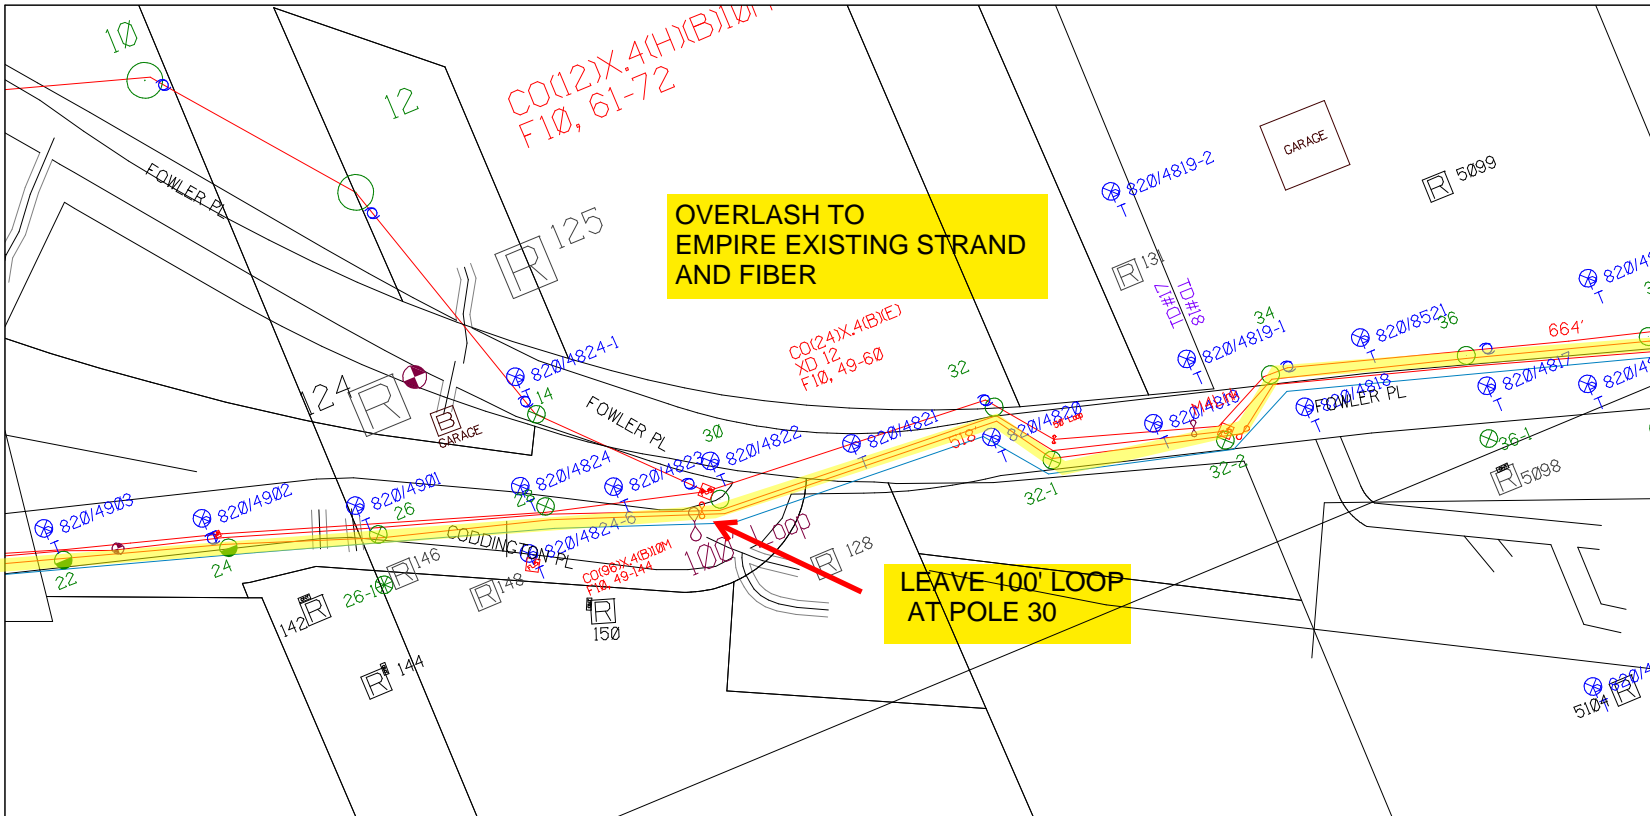 10
12
CO(12)X.4(H)(B)10M
F10, 61-72
GARAGE
5099
820/4819-2
T
FOWLER PL
125
OVERLASH TO
EMPIRE EXISTING STRAND
AND FIBER
131
TD#17
TD#18
CO(24)X.4(B)(E)
XD 12
F10, 49-60
34
820/8521
T
36
664'
32
820/4819-1
T
820/4824-1
T
14
124
B
GARAGE
FOWLER PL
30
820/4822
T
820/4821
T
518'
820/4820
T
820/4819
T
820/4818
T
FOWLER PL
820/4817
T
36-1
32-2
32-1
5098
820/4903
T
820/4902
T
820/4901
T
26
820/4824
T
28
820/4823
T
22
24
CODDINGTON PL
820/4824-6
T
100' LOOP
128
146
148
26-1
142
144
150
CO(96)X.4(B)10M
F10, 49-144
LEAVE 100' LOOP
AT POLE 30
5104
T